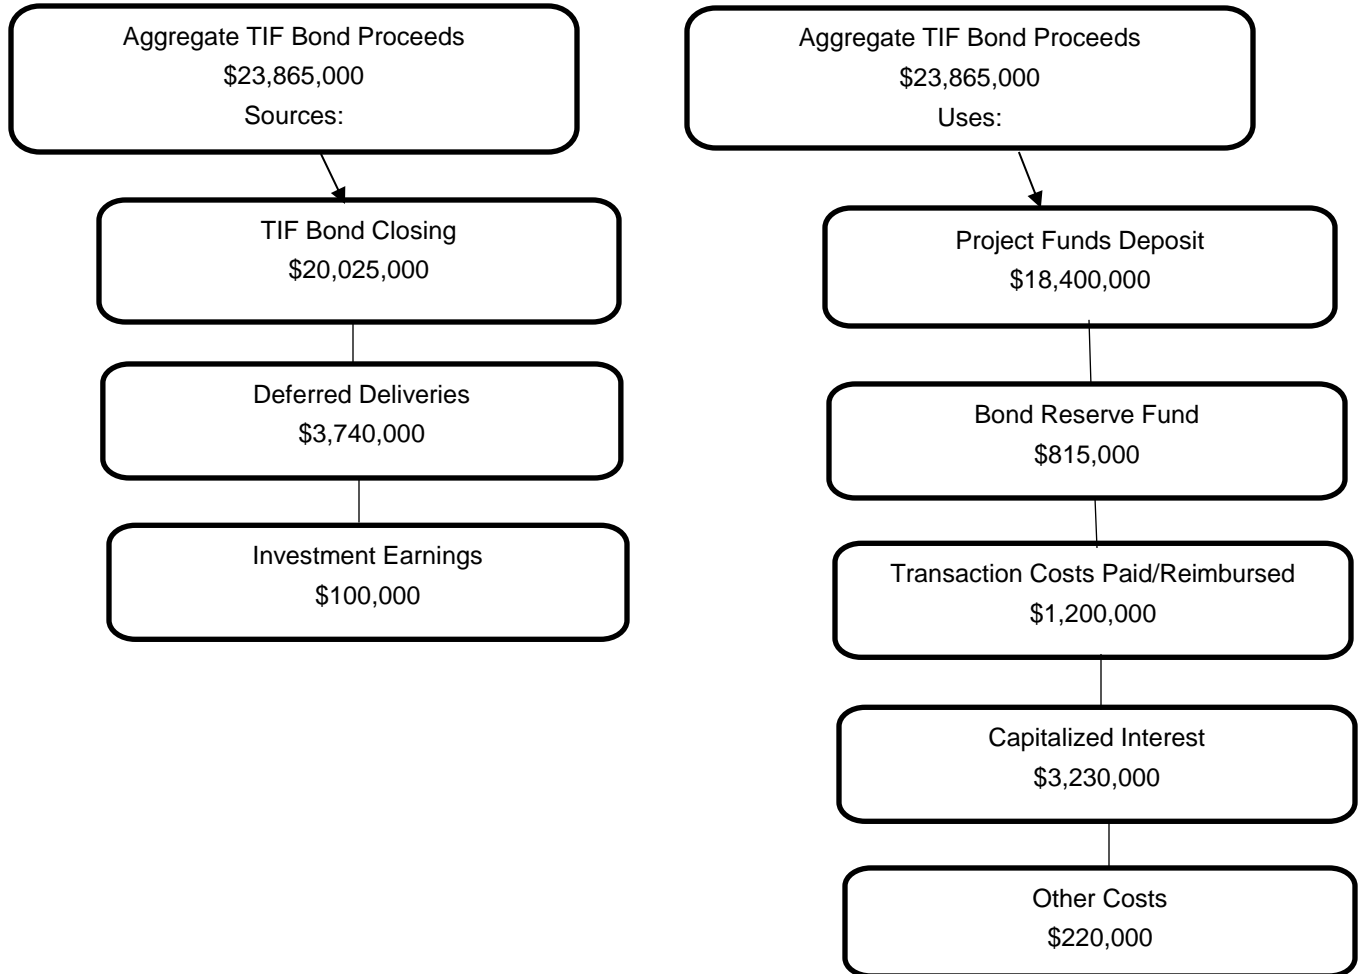 Aggregate TIF Bond Proceeds
$23,865,000
Sources:
TIF Bond Closing
$20,025,000
Deferred Deliveries
$3,740,000
Investment Earnings
$100,000
Aggregate TIF Bond Proceeds
$23,865,000
Uses:
Project Funds Deposit
$18,400,000
Bond Reserve Fund
$815,000
Transaction Costs Paid/Reimbursed
$1,200,000
Capitalized Interest
$3,230,000
Other Costs
$220,000